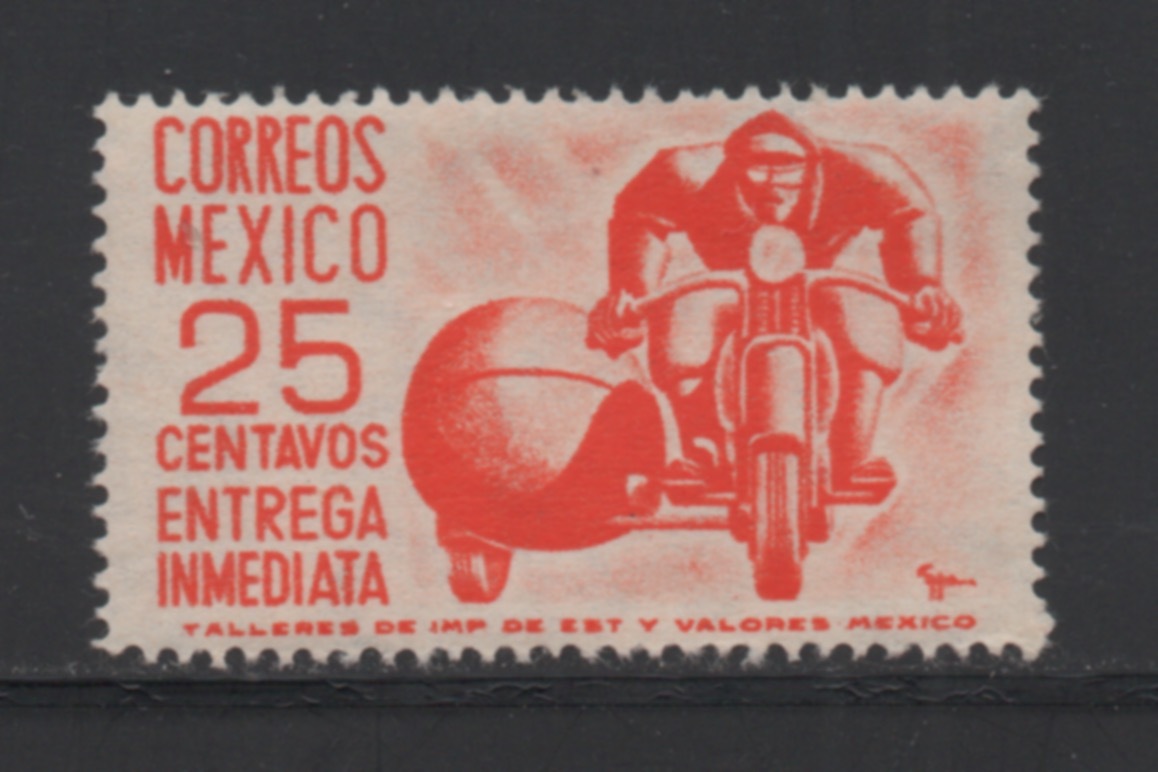 CORREOS
MEXICO
25
CENTAVOS
ENTREGA
INMEDIATA
TALLERES DE IMP DE EST Y VALORES MEXICO